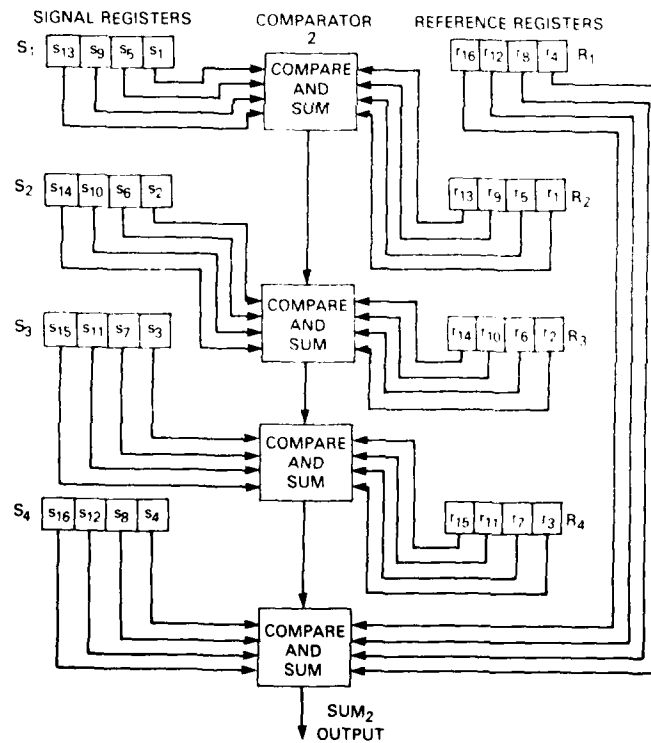 SIGNAL REGISTERS
COMPARATOR
2
REFERENCE REGISTERS
S1 s13 s9 s5 s1
COMPARE
AND
SUM
r16 r12 r8 r4 R1
S2 s14 s10 s6 s2
r13 r9 r5 r1 R2
COMPARE
AND
SUM
S3 s15 s11 s7 s3
r14 r10 r6 r2 R3
COMPARE
AND
SUM
S4 s16 s12 s8 s4
r15 r11 r7 r3 R4
COMPARE
AND
SUM
SUM2
OUTPUT